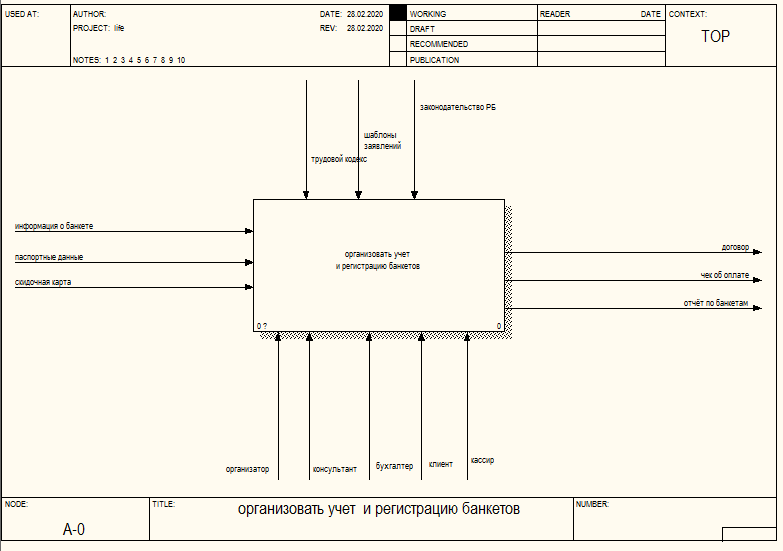 USED AT:
AUTHOR:
DATE: 28.02.2020
PROJECT: life
REV: 28.02.2020
NOTES: 1 2 3 4 5 6 7 8 9 10
WORKING
DRAFT
RECOMMENDED
PUBLICATION
READER
DATE
CONTEXT:
TOP
законодательство РБ
шаблоны
заявлений
трудовой кодекс
информация о банкете
паспортные данные
скидочная карта
организовать учет
и регистрацию банкетов
0 ?
0
договор
чек об оплате
отчёт по банкетам
организатор
консультант
бухгалтер
клиент
кассир
NODE:
A-0
TITLE:
организовать учет и регистрацию банкетов
NUMBER: